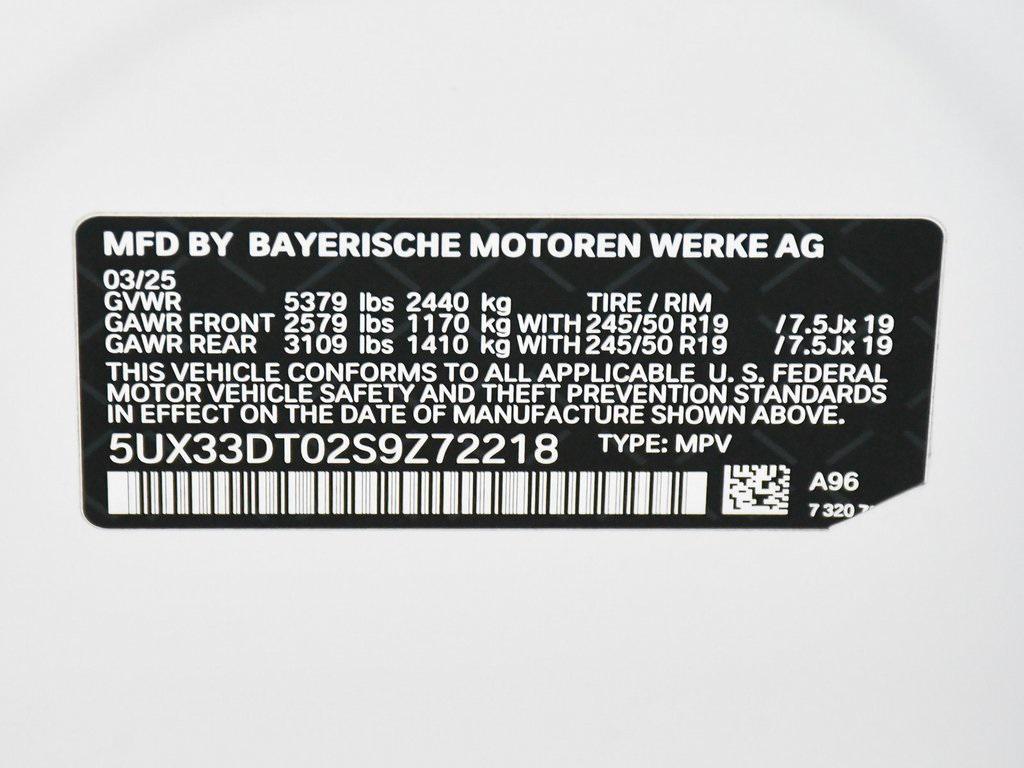 MFD BY BAYERISCHE MOTOREN WERKE AG
03/25
GVWR 5379 lbs 2440 kg TIRE / RIM
GAWR FRONT 2579 lbs 1170 kg WITH 245/50 R19 /7.5Jx 19
GAWR REAR 3109 lbs 1410 kg WITH 245/50 R19 /7.5Jx 19
THIS VEHICLE CONFORMS TO ALL APPLICABLE U. S. FEDERAL
MOTOR VEHICLE SAFETY AND THEFT PREVENTION STANDARDS
IN EFFECT ON THE DATE OF MANUFACTURE SHOWN ABOVE.
5UX33DT02S9Z72218 TYPE: MPV
A96
7 320